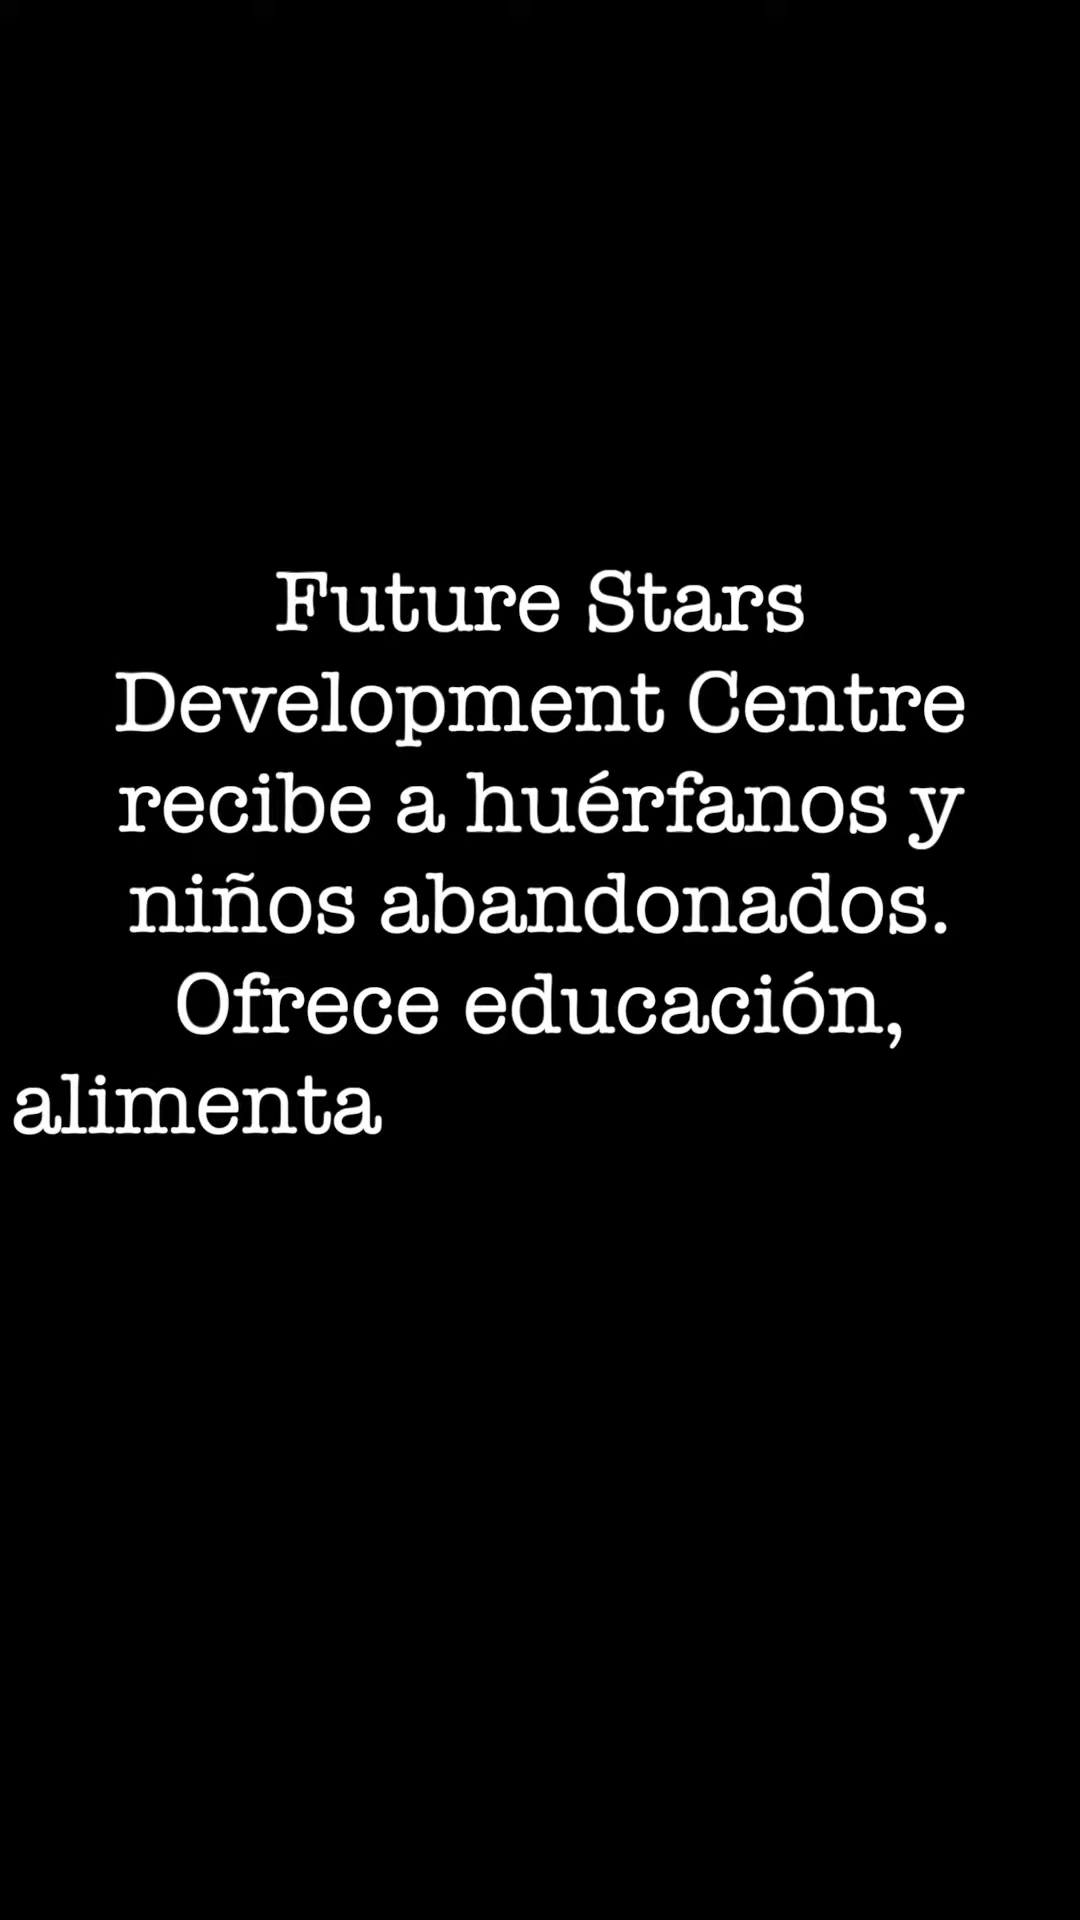 Future Stars
Development Centre
recibe a huérfanos y
niños abandonados.
Ofrece educación,
alimenta